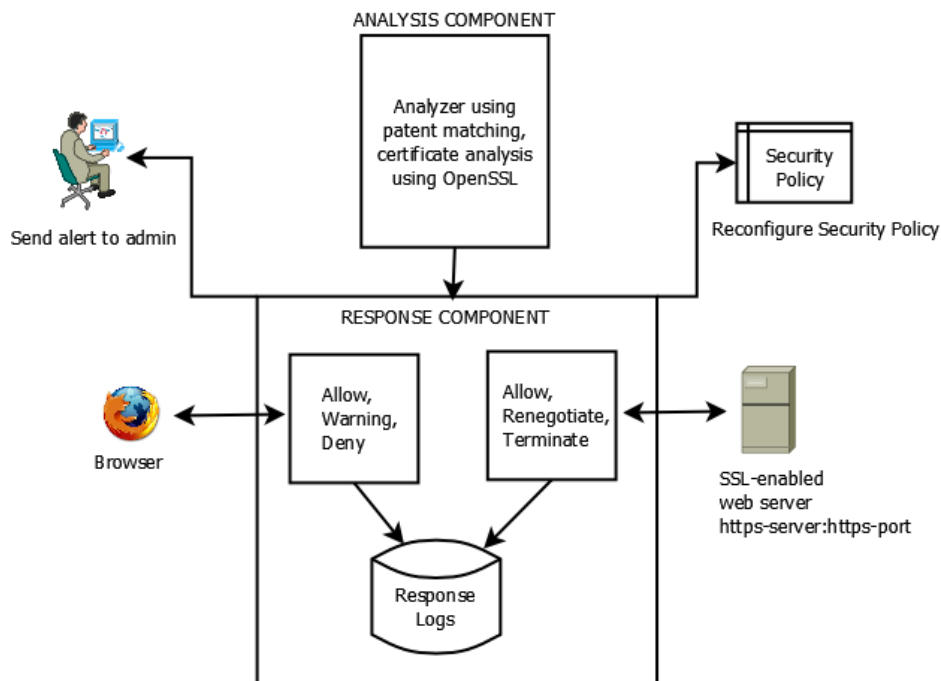 ANALYSIS COMPONENT
Analyzer using
patent matching,
certificate analysis
using OpenSSL
Send alert to admin
Security
Policy
Reconfigure Security Policy
RESPONSE COMPONENT
Allow,
Warning,
Deny
Allow,
Renegotiate,
Terminate
Browser
SSL-enabled
web server
https-server:https-port
Response
Logs